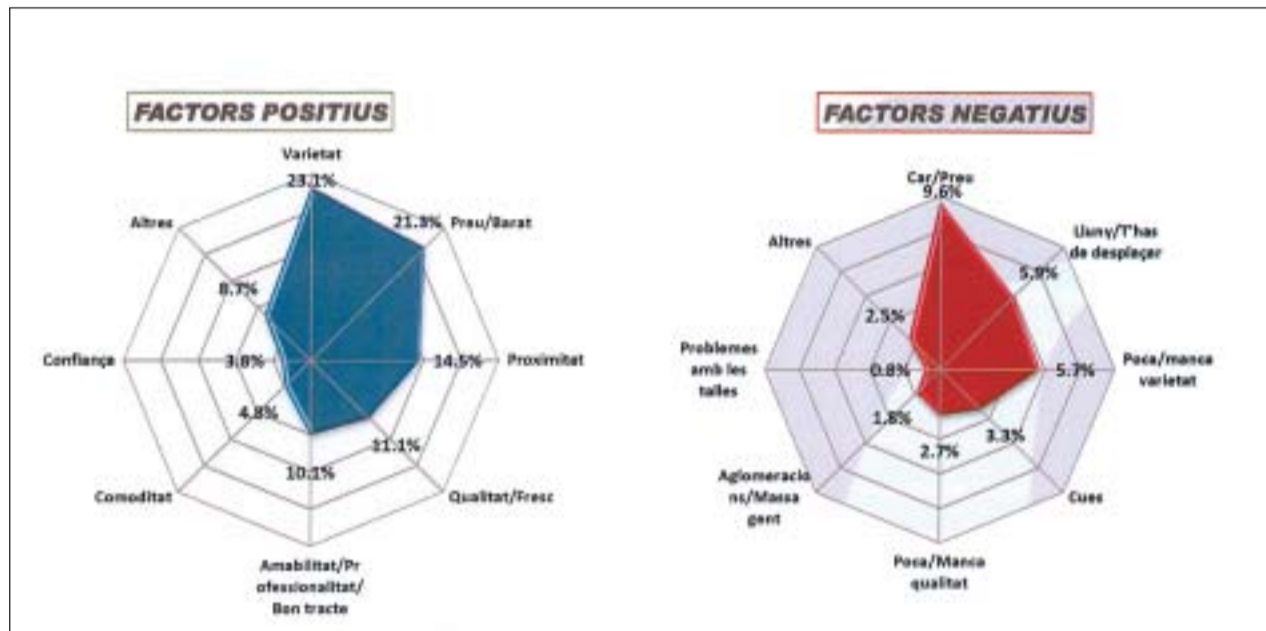 FACTORS POSITIUS
Varietat
23.1%
Altres
21.3%
Preu/Barat
8.7%
Confiança
3.8%
14.5%
Proximitat
4.8%
11.1%
Comoditat
10.1%
Qualitat/Fresc
Amabilitat/Pr
ofessionalitat/
Bon tracte
FACTORS NEGATIUS
Car/Preu
9.6%
Altres
Lluny/T'has
de desplaçar
5.9%
2.5%
Problemes
amb les
talles
0.8%
5.7%
Poca/manca
varietat
1.8%
3.3%
2.7%
Aglomeracio
ns/Massa
gent
Cues
Poca/Manca
qualitat